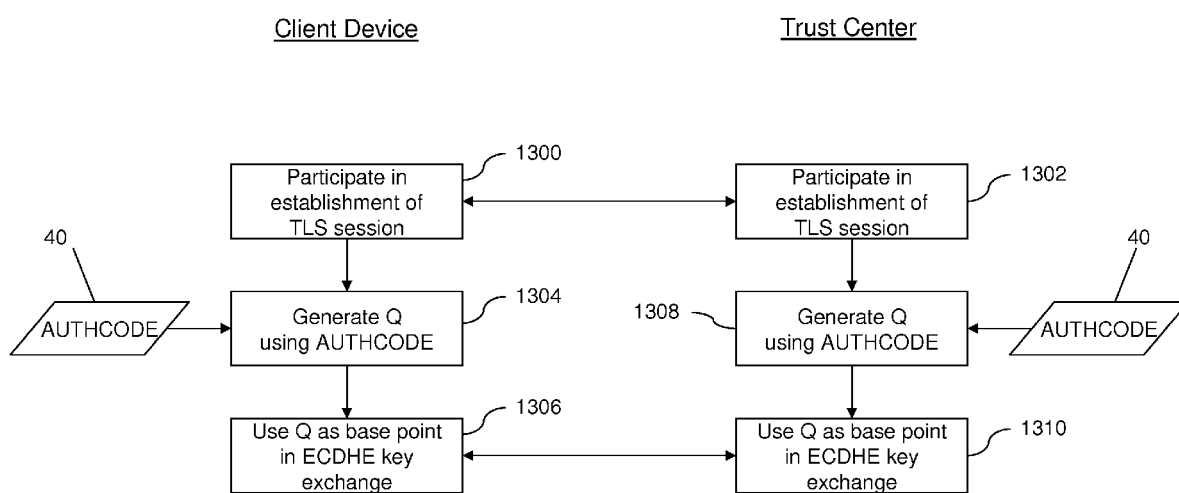 Client Device
Trust Center
1300
Participate in
establishment of
TLS session
1302
Participate in
establishment of
TLS session
40
AUTHCODE
1304
Generate Q
using AUTHCODE
1308
Generate Q
using AUTHCODE
40
AUTHCODE
1306
Use Q as base point
in ECDHE key
exchange
1310
Use Q as base point
in ECDHE key
exchange